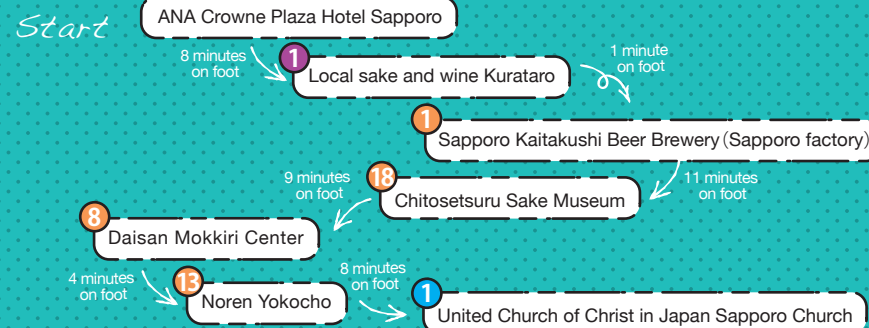 Start
ANA Crowne Plaza Hotel Sapporo
8 minutes
on foot
1
Local sake and wine Kurataro
1 minute
on foot
1
Sapporo Kaitakushi Beer Brewery (Sapporo factory)
11 minutes
on foot
18
Chitosetsuru Sake Museum
9 minutes
on foot
8
Daisan Mokkiri Center
4 minutes
on foot
13
Noren Yokocho
8 minutes
on foot
1
United Church of Christ in Japan Sapporo Church